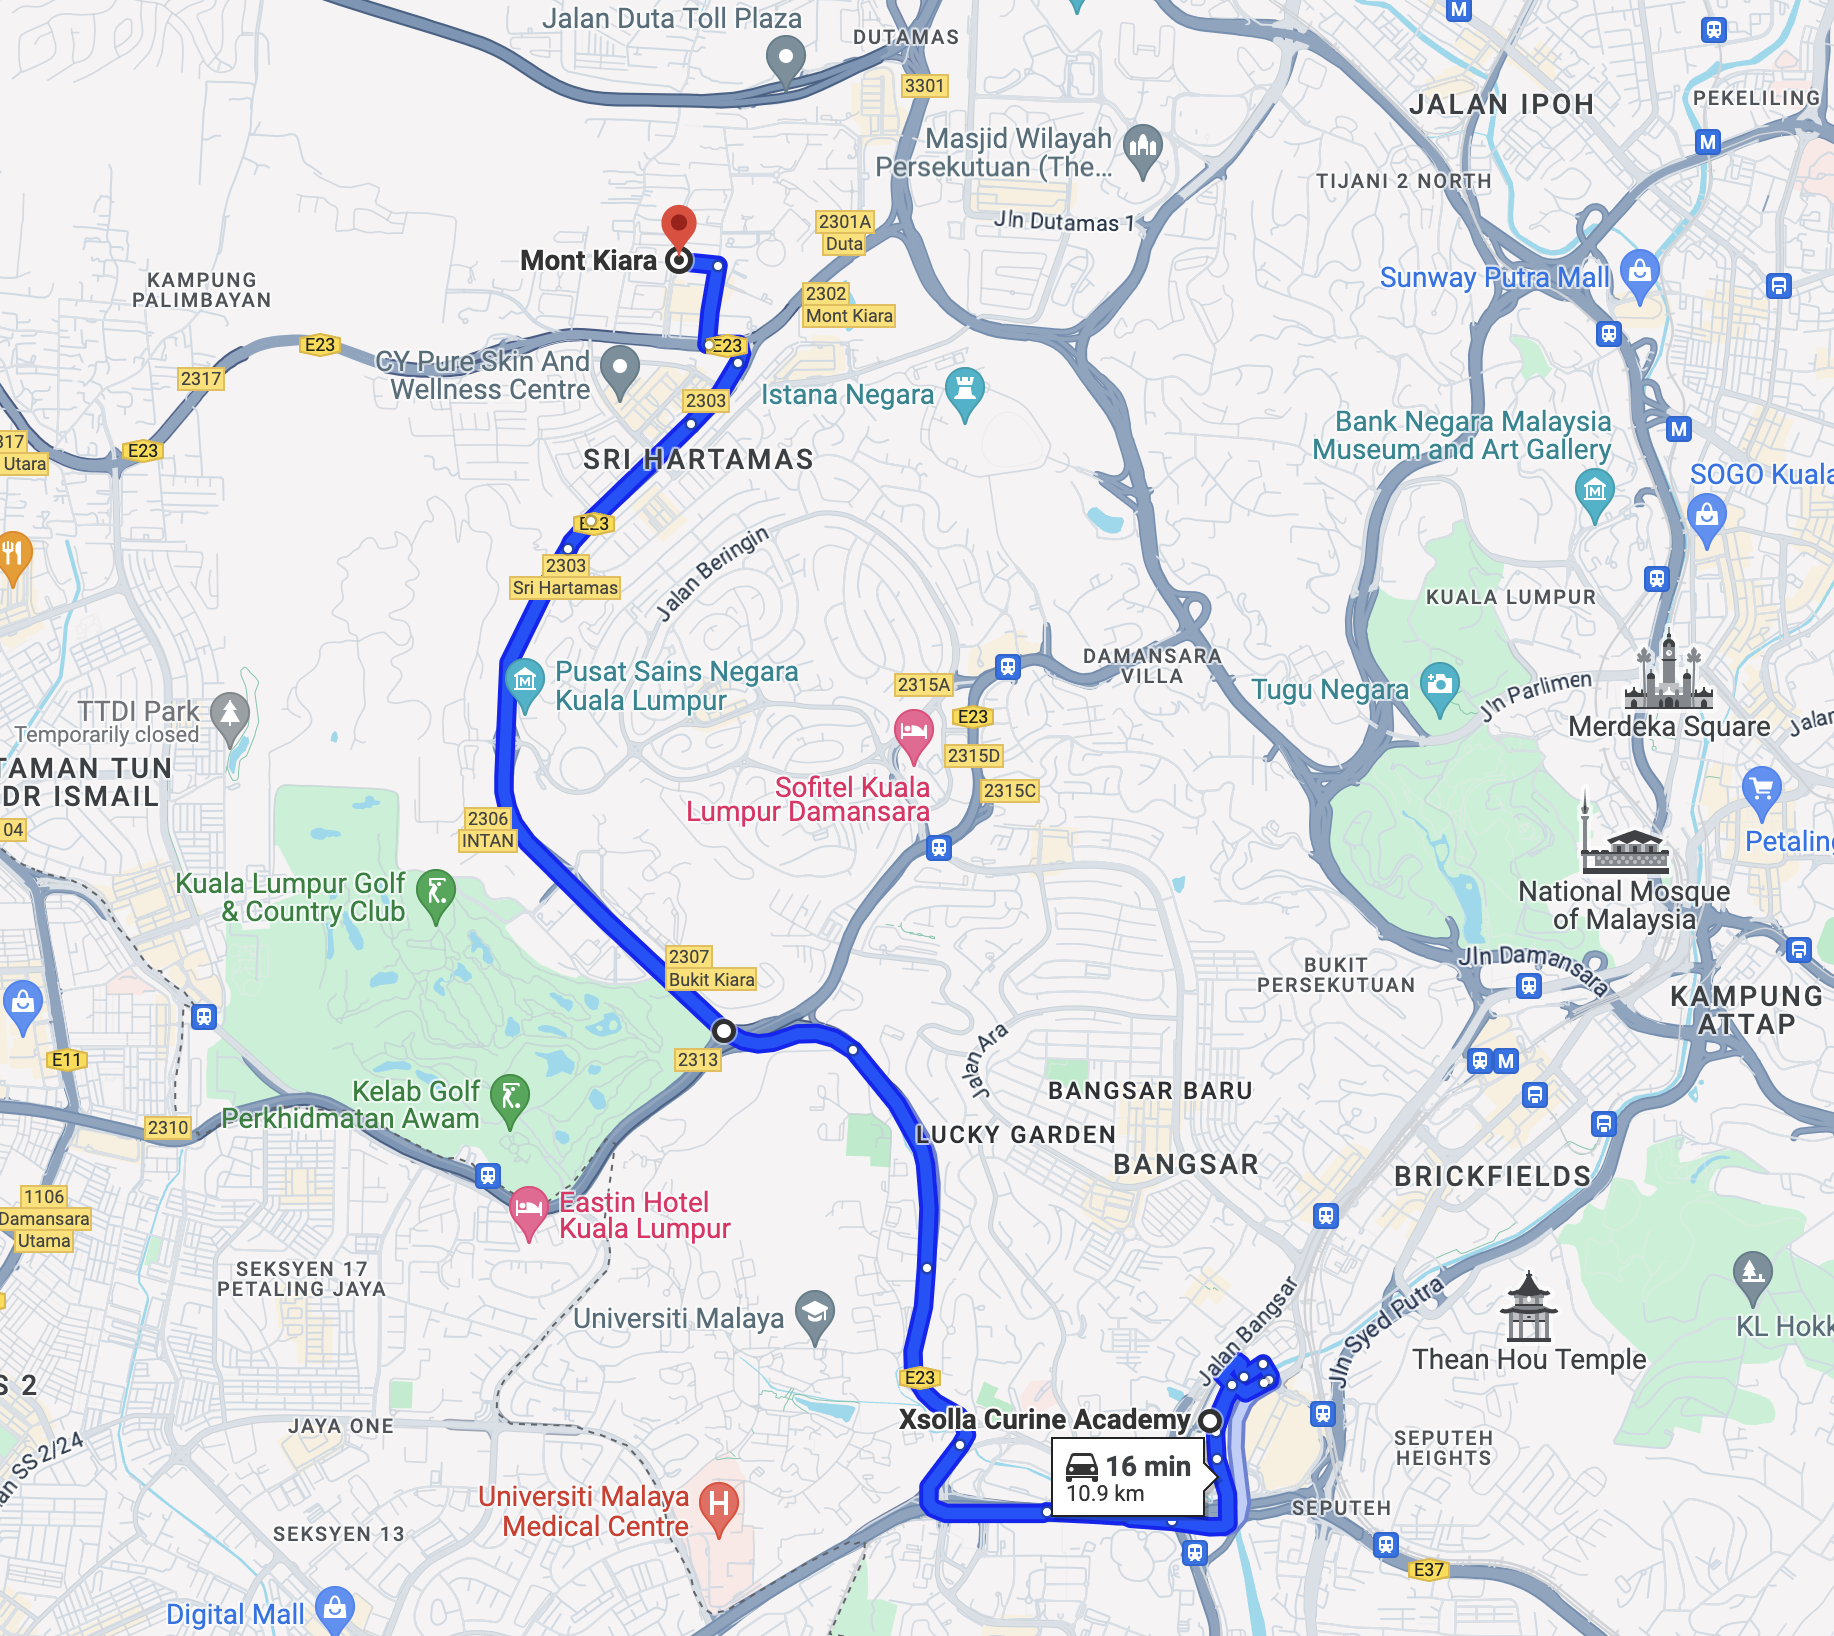 Jalan Duta Toll Plaza
DUTAMAS
3301
JALAN IPOH
PEKELILING
Masjid Wilayah
Persekutuan (The...
TIJANI 2 NORTH
Jln Dutamas 1
2301A
Duta
Mont Kiara
KAMPUNG
PALIMBAYAN
2302
Mont Kiara
Sunway Putra Mall
E23
E23
CY Pure Skin And
Wellness Centre
2317
2303
Istana Negara
Bank Negara Malaysia
Museum and Art Gallery
317
Utara
E23
SRI HARTAMAS
SOGO Kuala
E23
Jalan Beringin
2303
Sri Hartamas
KUALA LUMPUR
DAMANSARA
VILLA
Pusat Sains Negara
Kuala Lumpur
2315A
Tugu Negara
Jln Parlimen
TTDI Park
Temporarily closed
E23
Merdeka Square
Jalan
2315D
TAMAN TUN
DR ISMAIL
Sofitel Kuala
Lumpur Damansara
2315C
04
2306
INTAN
Petaling
Kuala Lumpur Golf
& Country Club
National Mosque
of Malaysia
2307
Bukit Kiara
BUKIT
PERSEKUTUAN
Jln Damansara
KAMPUNG
ATTAP
E11
2313
Jalan Ara
Kelab Golf
Perkhidmatan Awam
BANGSAR BARU
2310
LUCKY GARDEN
BANGSAR
BRICKFIELDS
1106
Damansara
Utama
Eastin Hotel
Kuala Lumpur
SEKSYEN 17
PETALING JAYA
Universiti Malaya
Jalan Bangsar
Jln Syed Putra
KL Hokk
Thean Hou Temple
S 2
E23
JAYA ONE
Xsolla Curine Academy
an SS 2/24
16 min
10.9 km
SEPUTEH
HEIGHTS
Universiti Malaya
Medical Centre
SEPUTEH
SEKSYEN 13
E37
Digital Mall
M
M
M
M
M
M
M
H